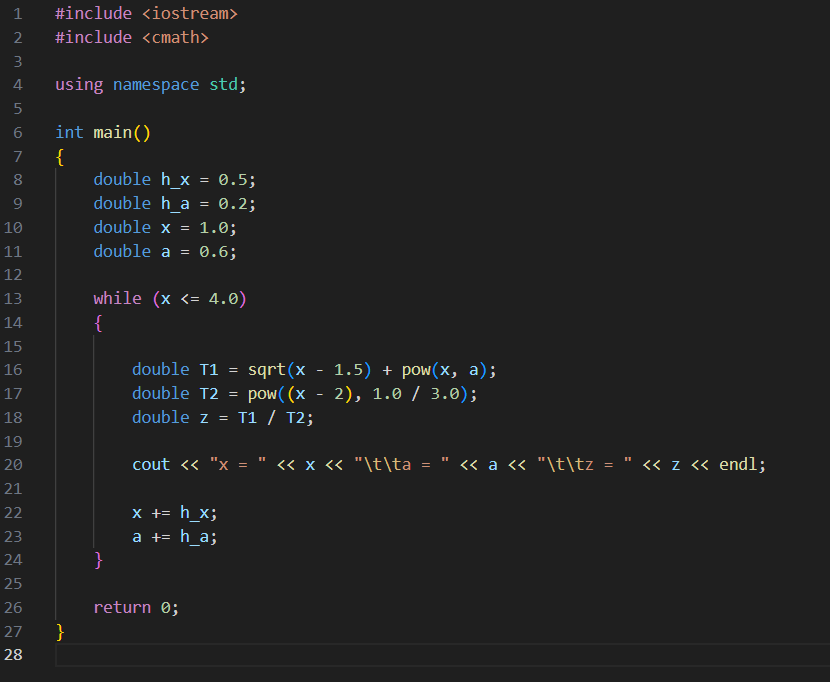 1 #include <iostream>
2 #include <cmath>
3
4 using namespace std;
5
6 int main()
7 {
8     double h_x = 0.5;
9     double h_a = 0.2;
10     double x = 1.0;
11     double a = 0.6;
12
13     while (x <= 4.0)
14     {
15
16         double T1 = sqrt(x - 1.5) + pow(x, a);
17         double T2 = pow((x - 2), 1.0 / 3.0);
18         double z = T1 / T2;
19
20         cout << "x = " << x << "\t\ta = " << a << "\t\tz = " << z << endl;
21
22         x += h_x;
23         a += h_a;
24     }
25
26     return 0;
27 }
28